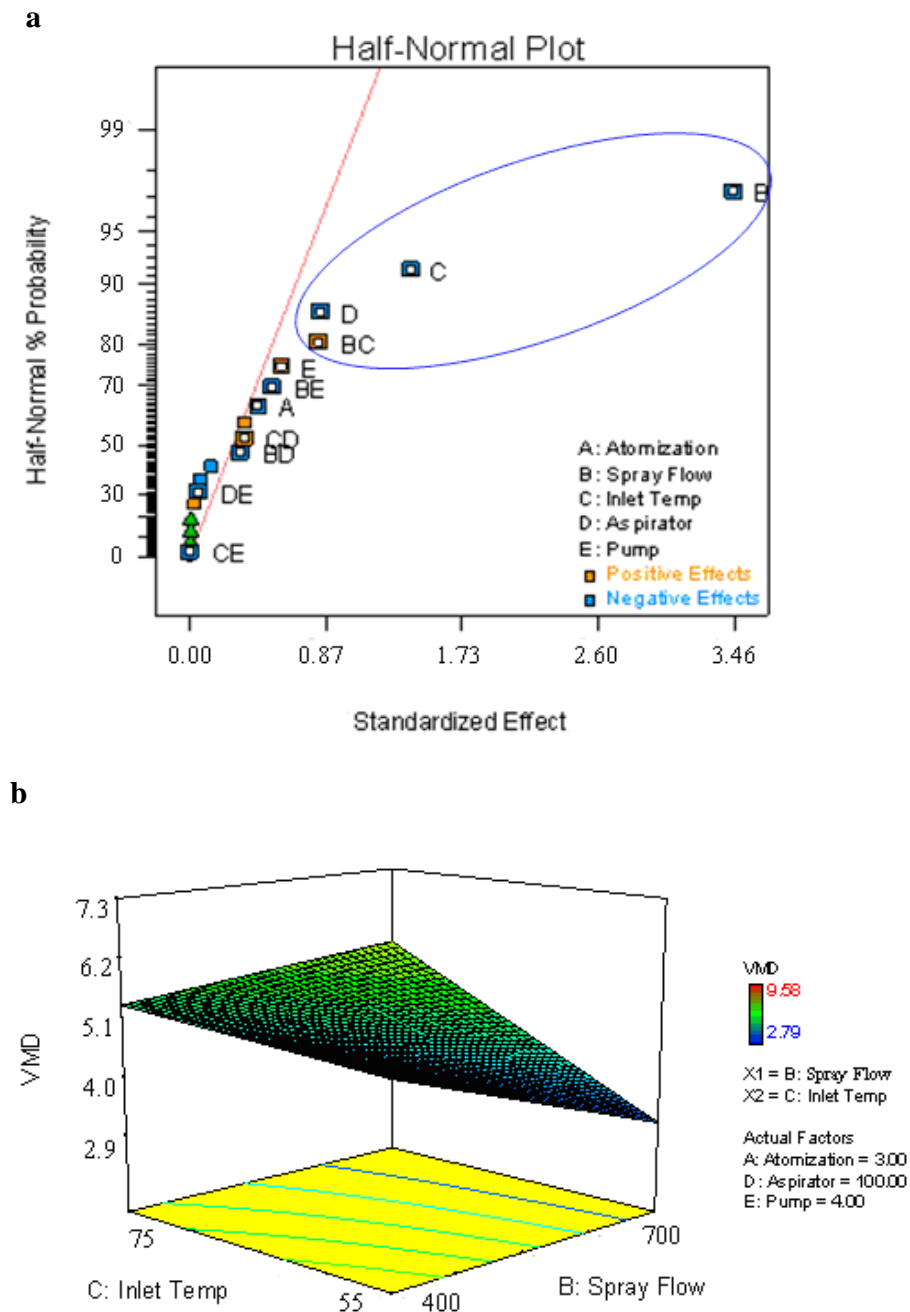 a
Half-Normal Plot
Half-Normal % Probability
99
95
90
80
70
50
30
0
B
C
D
BC
E
BE
A
CD
BD
DE
CE
A: Atomization
B: Spray Flow
C: Inlet Temp
D: Aspirator
E: Pump
Positive Effects
Negative Effects
0.00 0.87 1.73 2.60 3.46
Standardized Effect
b
VMD
7.3
6.2
5.1
4.0
2.9
75
55
C: Inlet Temp
400
700
B: Spray Flow
VMD
9.58
2.79
X1 = B: Spray Flow
X2 = C: Inlet Temp
Actual Factors
A: Atomization = 3.00
D: Aspirator = 100.00
E: Pump = 4.00